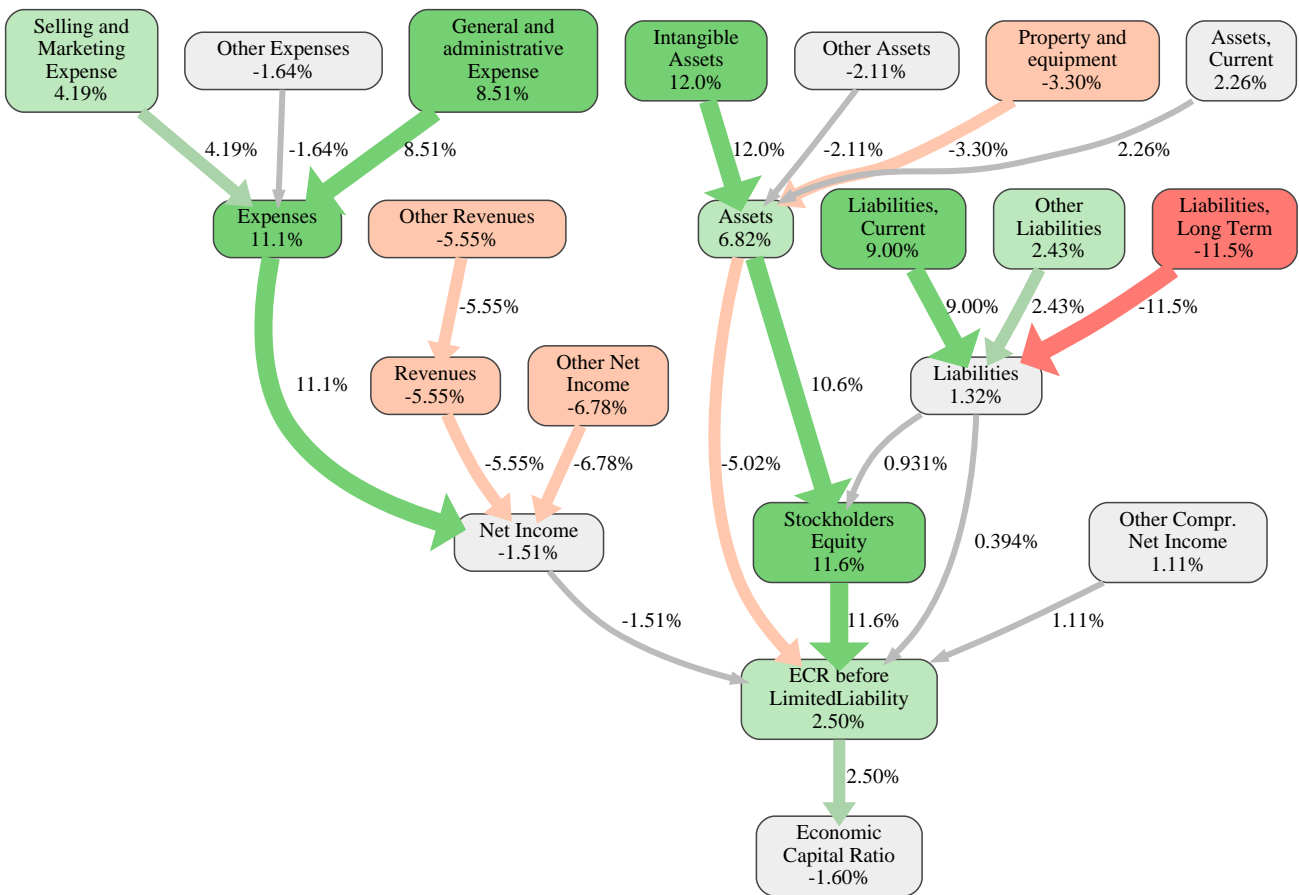 Selling and
Marketing
Expense
4.19%
Other Expenses
-1.64%
General and
administrative
Expense
8.51%
Intangible
Assets
12.0%
Other Assets
-2.11%
Property and
equipment
-3.30%
Assets,
Current
2.26%
4.19%
-1.64%
8.51%
12.0%
-2.11%
-3.30%
2.26%
Expenses
11.1%
Other Revenues
-5.55%
Assets
6.82%
Liabilities,
Current
9.00%
Other
Liabilities
2.43%
Liabilities,
Long Term
-11.5%
-5.55%
9.00%
2.43%
-11.5%
11.1%
Revenues
-5.55%
Other Net
Income
-6.78%
10.6%
Liabilities
1.32%
-5.55%
-6.78%
-5.02%
0.931%
Net Income
-1.51%
Stockholders
Equity
11.6%
0.394%
Other Compr.
Net Income
1.11%
-1.51%
11.6%
1.11%
ECR before
LimitedLiability
2.50%
2.50%
Economic
Capital Ratio
-1.60%